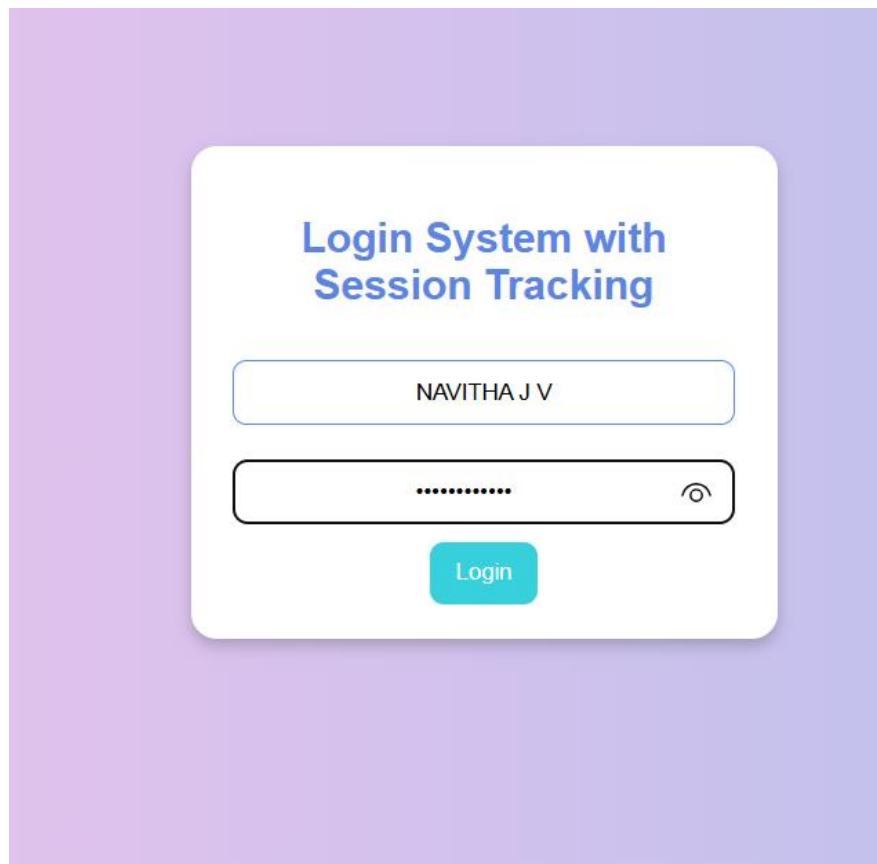 Login System with
Session Tracking
NAVITHA J V
••••••••••••
Login